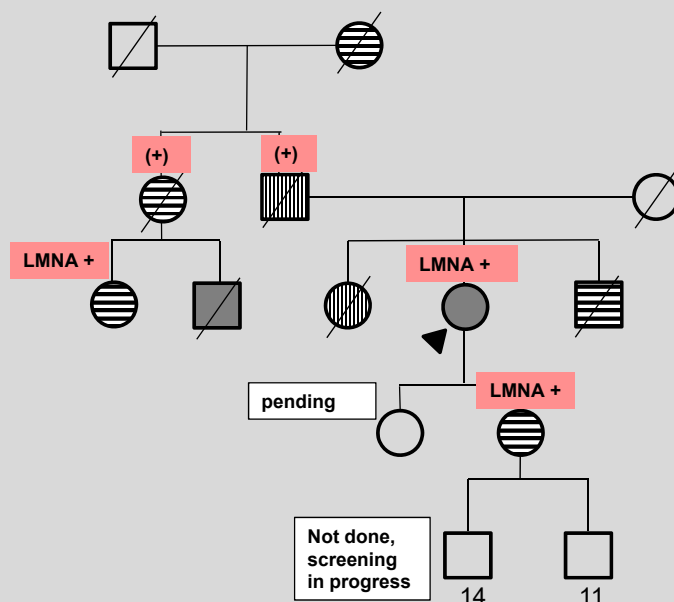 (+)
(+)
LMNA +
LMNA +
pending
LMNA +
Not done,
screening
in progress
14
11